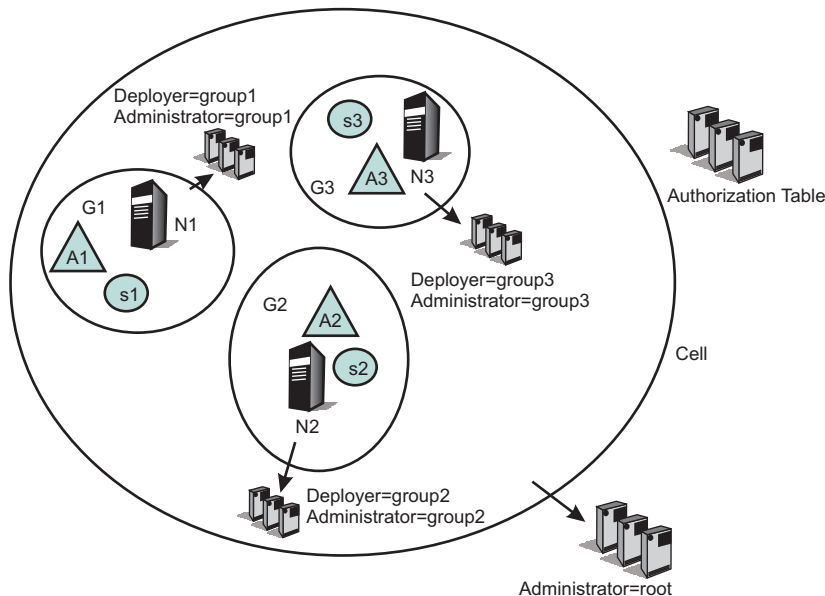 Deployer=group1
Administrator=group1
s3
A3
G3
N3
Authorization Table
G1
N1
A1
s1
Deployer=group3
Administrator=group3
G2
A2
s2
N2
Cell
Deployer=group2
Administrator=group2
Administrator=root